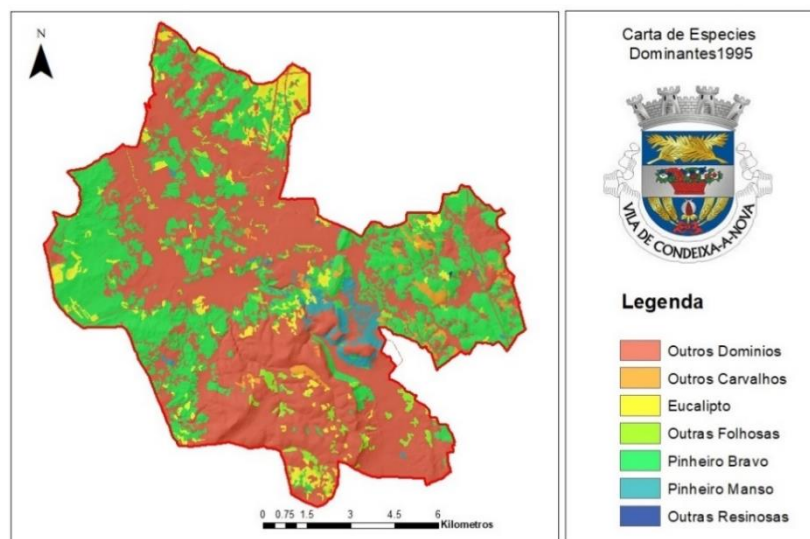 N
0 0.75 1.5 3 4.5 6
Kilometros
Carta de Especies
Dominantes1995
VILA DE CONDEIXA-A-NOVA
Legenda
Outros Dominios
Outros Carvalhos
Eucalipto
Outras Folhosas
Pinheiro Bravo
Pinheiro Manso
Outras Resinosas